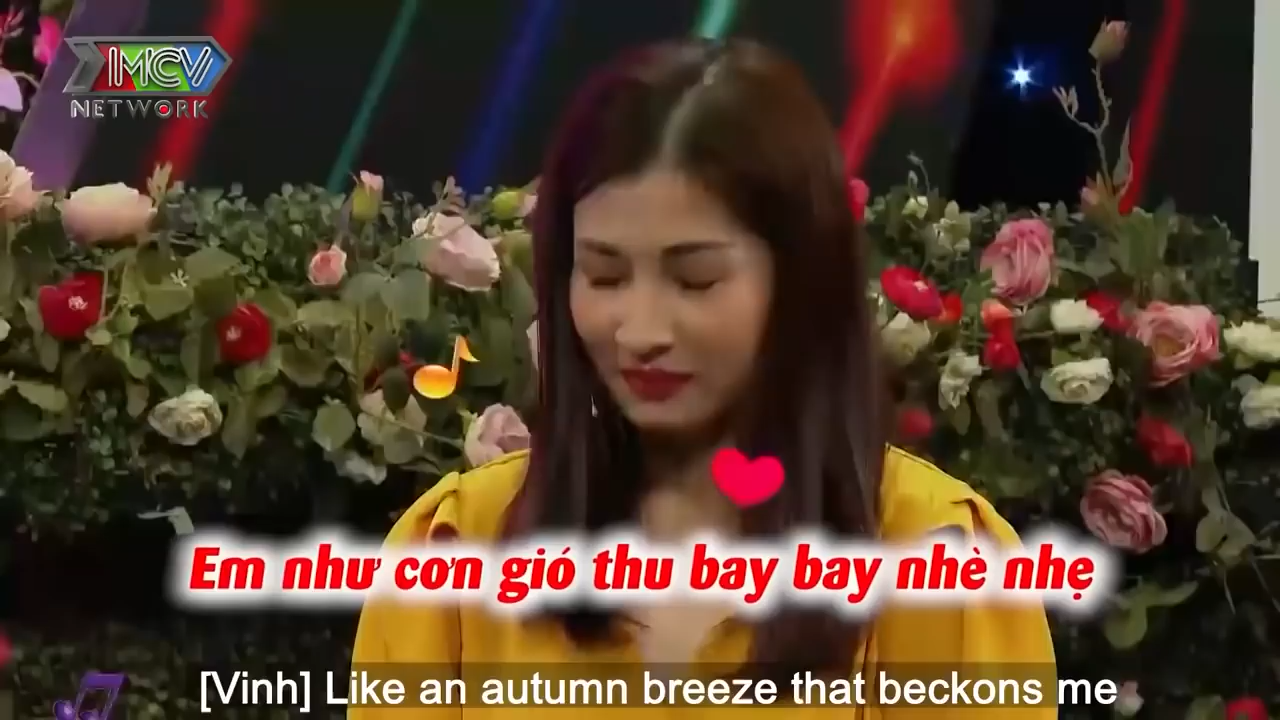 MCV
NETWORK
Em như cơn gió thu bay bay nhè nhẹ
[Vinh] Like an autumn breeze that beckons me